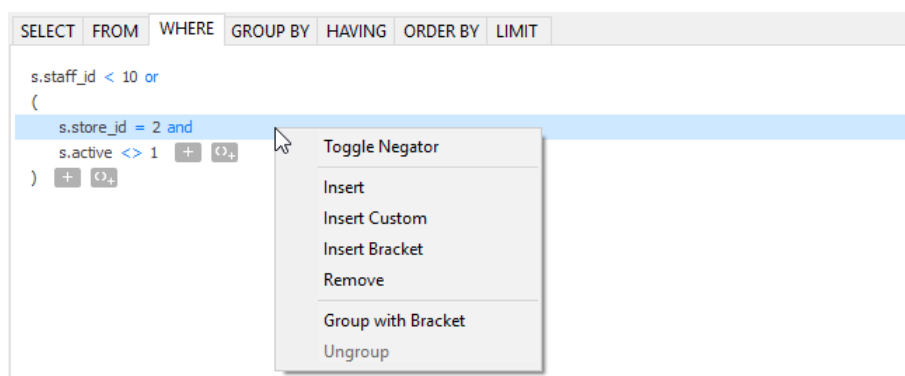 SELECT FROM WHERE GROUP BY HAVING ORDER BY LIMIT
s.staff_id < 10 or
(
s.store_id = 2 and
s.active <> 1 + ()+
) + ()+
Toggle Negator
Insert
Insert Custom
Insert Bracket
Remove
Group with Bracket
Ungroup